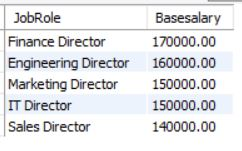 JobRole Basesalary
Finance Director 170000.00
Engineering Director 160000.00
Marketing Director 150000.00
IT Director 150000.00
Sales Director 140000.00